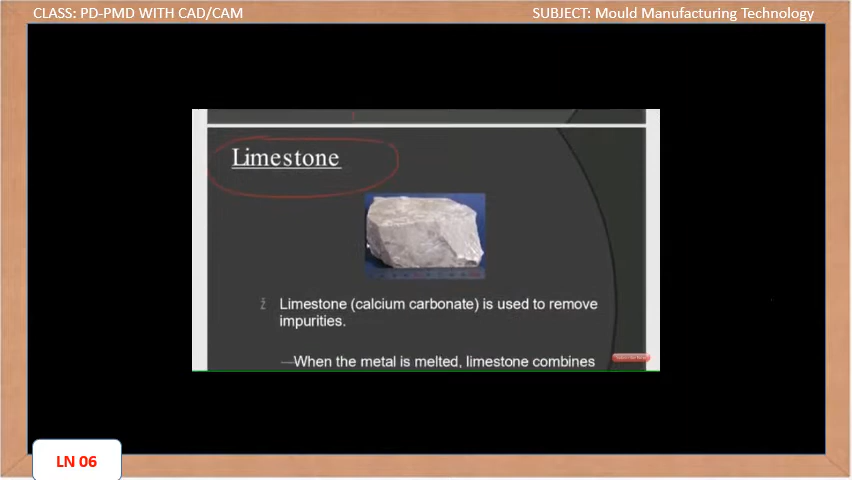 CLASS: PD-PMD WITH CAD/CAM
SUBJECT: Mould Manufacturing Technology
Limestone
ž Limestone (calcium carbonate) is used to remove
impurities.
—When the metal is melted, limestone combines
LN 06